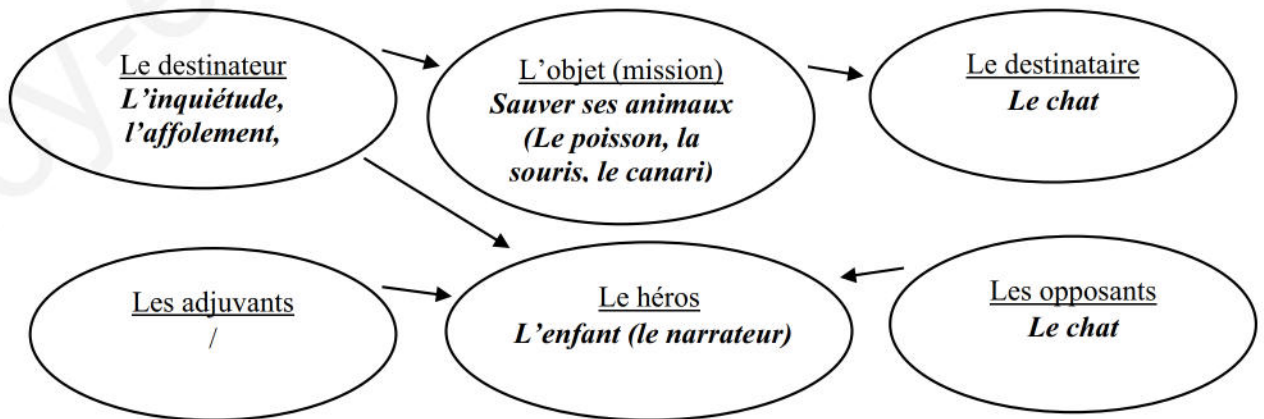 Le destinateur
L'inquiétude,
l'affolement,
L'objet (mission)
Sauver ses animaux
(Le poisson, la
souris, le canari)
Le destinataire
Le chat
Les adjuvants
/
Le héros
L'enfant (le narrateur)
Les opposants
Le chat